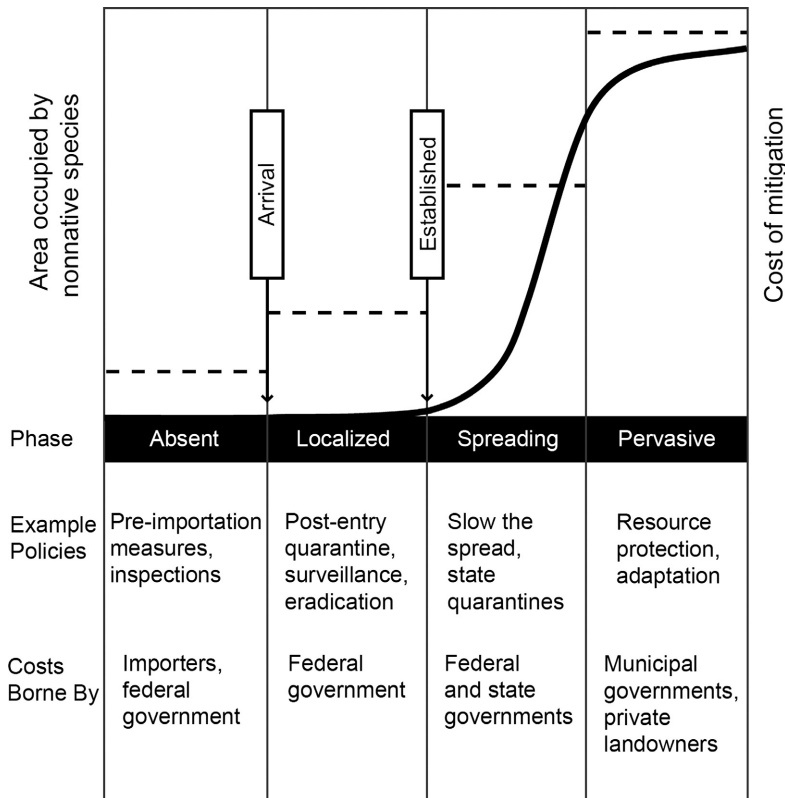 Area occupied by
nonnative species
Arrival
Established
Cost of mitigation
Phase
Absent
Localized
Spreading
Pervasive
Example
Policies
Pre-importation
measures,
inspections
Post-entry
quarantine,
surveillance,
eradication
Slow the
spread,
state
quarantines
Resource
protection,
adaptation
Costs
Borne By
Importers,
federal
government
Federal
government
Federal
and state
governments
Municipal
governments,
private
landowners